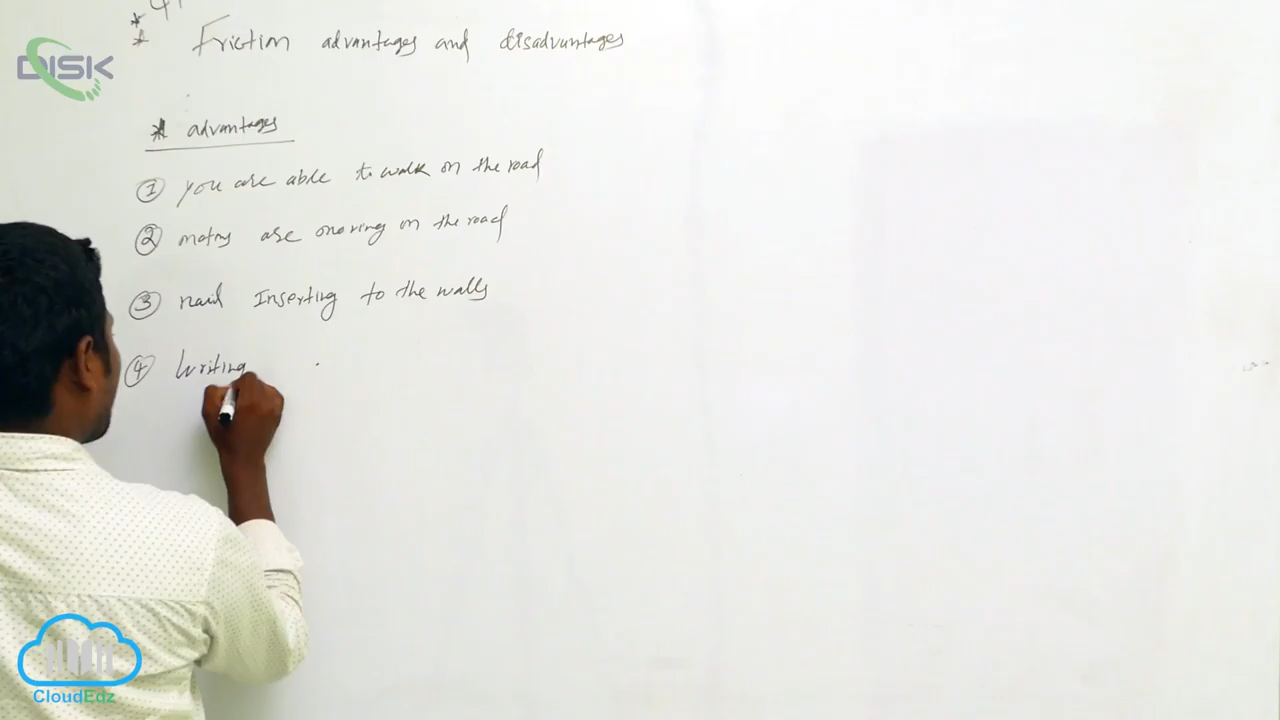 * Friction advantages and disadvantages
DISK
* advantages
① you are able to walk on the road
② are moving on the road
③ nail Inserting to the walls
④ Writing
CloudEdz